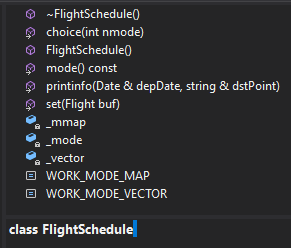 ~FlightSchedule()
choice(int nmode)
FlightSchedule()
mode() const
printinfo(Date & depDate, string & dstPoint)
set(Flight buf)
_mmap
_mode
_vector
WORK_MODE_MAP
WORK_MODE_VECTOR
class FlightSchedule